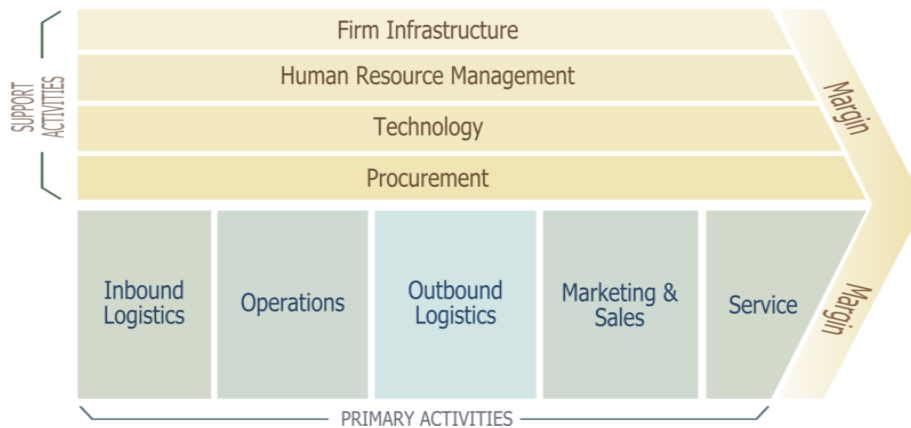 Firm Infrastructure
Human Resource Management
Technology
Procurement
SUPPORT
ACTIVITIES
Margin
Inbound
Logistics
Operations
Outbound
Logistics
Marketing &
Sales
Service
Margin
PRIMARY ACTIVITIES